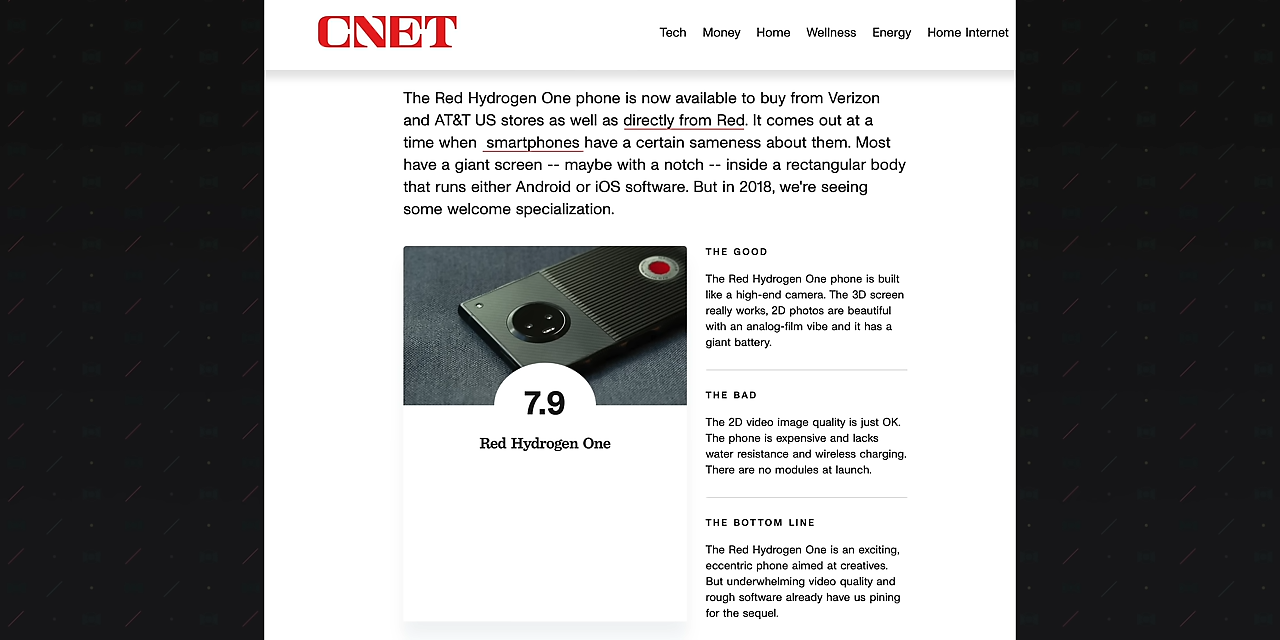 CNET
Tech Money Home Wellness Energy Home Internet
The Red Hydrogen One phone is now available to buy from Verizon
and AT&T US stores as well as directly from Red. It comes out at a
time when smartphones have a certain sameness about them. Most
have a giant screen -- maybe with a notch -- inside a rectangular body
that runs either Android or iOS software. But in 2018, we're seeing
some welcome specialization.
7.9
Red Hydrogen One
THE GOOD
The Red Hydrogen One phone is built
like a high-end camera. The 3D screen
really works, 2D photos are beautiful
with an analog-film vibe and it has a
giant battery.
THE BAD
The 2D video image quality is just OK.
The phone is expensive and lacks
water resistance and wireless charging.
There are no modules at launch.
THE BOTTOM LINE
The Red Hydrogen One is an exciting,
eccentric phone aimed at creatives.
But underwhelming video quality and
rough software already have us pining
for the sequel.